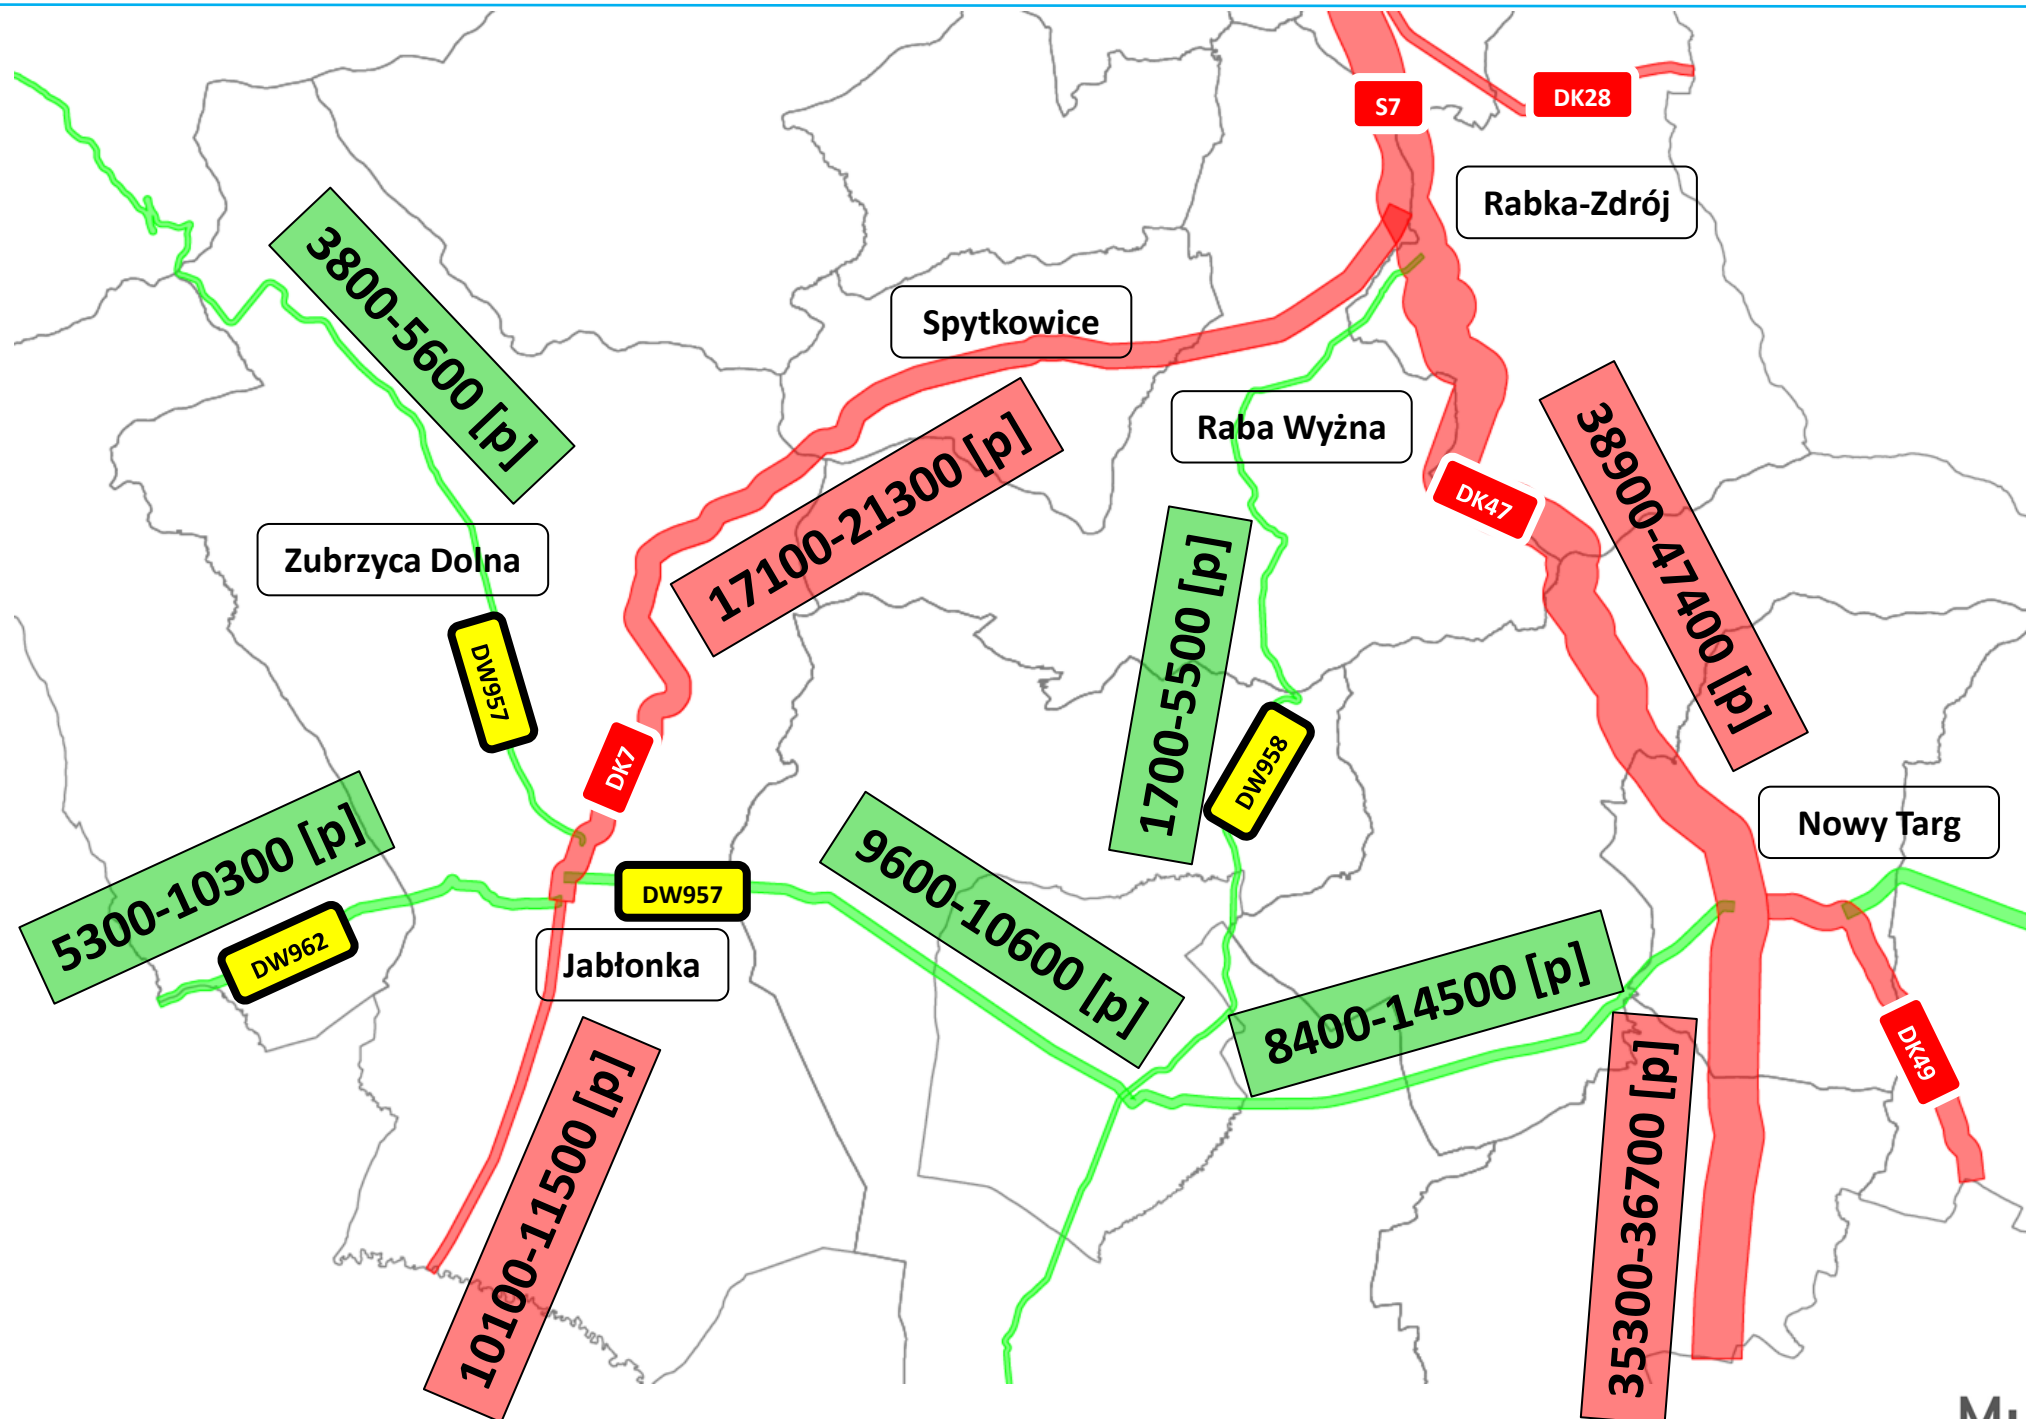 S7
DK28
Rabka-Zdrój
3800-5600 [p]
Spytkowice
Raba Wyżna
38900-47400 [p]
17100-21300 [p]
DK47
Zubrzyca Dolna
1700-5500 [p]
DW957
DK7
DW958
Nowy Targ
5300-10300 [p]
DW957
9600-10600 [p]
DW962
Jabłonka
8400-14500 [p]
DK49
10100-11500 [p]
35300-36700 [p]